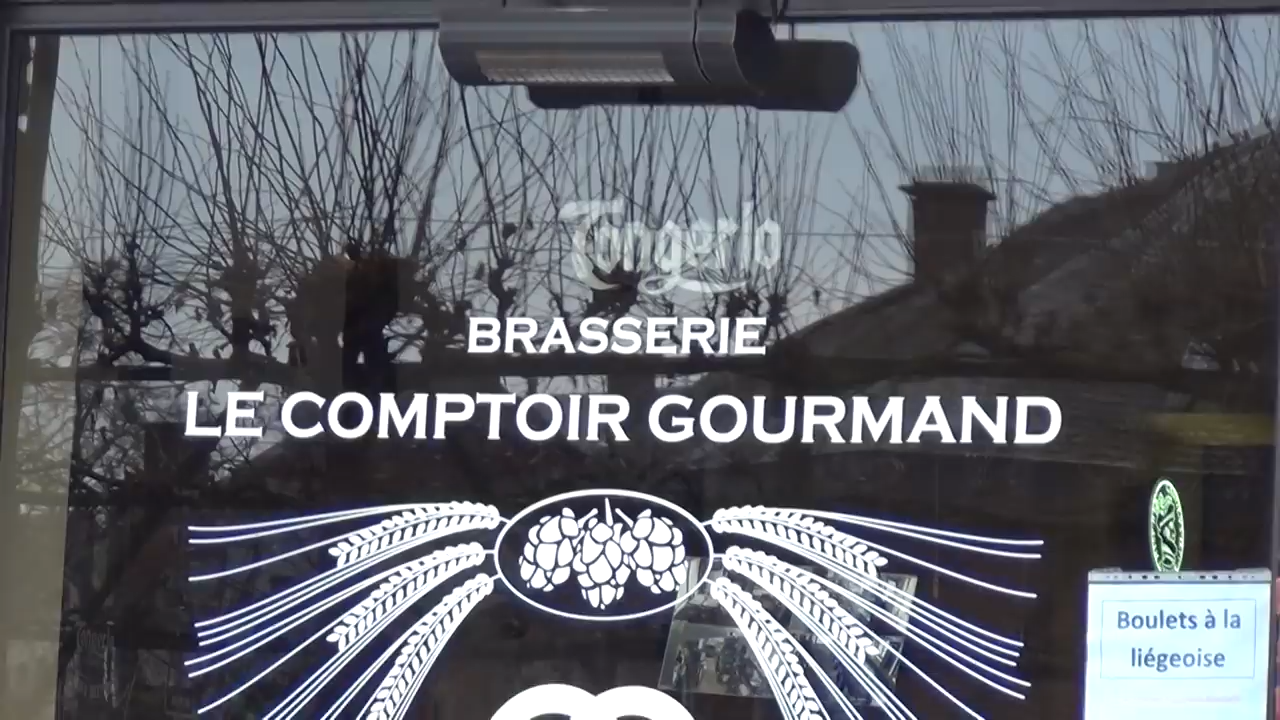 Tongerlo
BRASSERIE
LE COMPTOIR GOURMAND
Boulets à la
liégeoise